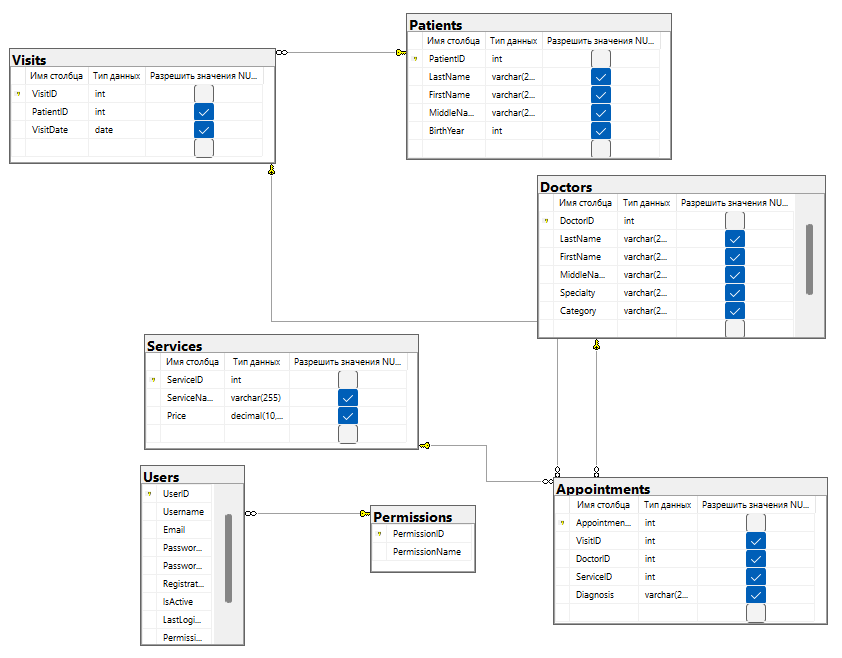 Patients
Имя столбца Тип данных Разрешить значения NU...
PatientID int
LastName varchar(2...
FirstName varchar(2...
MiddleNa... varchar(2...
BirthYear int
Visits
Имя столбца Тип данных Разрешить значения NU...
VisitID int
PatientID int
VisitDate date
Doctors
Имя столбца Тип данных Разрешить значения NU...
DoctorID int
LastName varchar(2...
FirstName varchar(2...
MiddleNa... varchar(2...
Specialty varchar(2...
Category varchar(2...
Services
Имя столбца Тип данных Разрешить значения NU...
ServiceID int
ServiceNa... varchar(255)
Price decimal(10,...
Users
UserID
Username
Email
Passwor...
Passwor...
Registrat...
IsActive
LastLogi...
Permissi...
Permissions
PermissionID
PermissionName
Appointments
Имя столбца Тип данных Разрешить значения NU...
Appointmen... int
VisitID int
DoctorID int
ServiceID int
Diagnosis varchar(2...